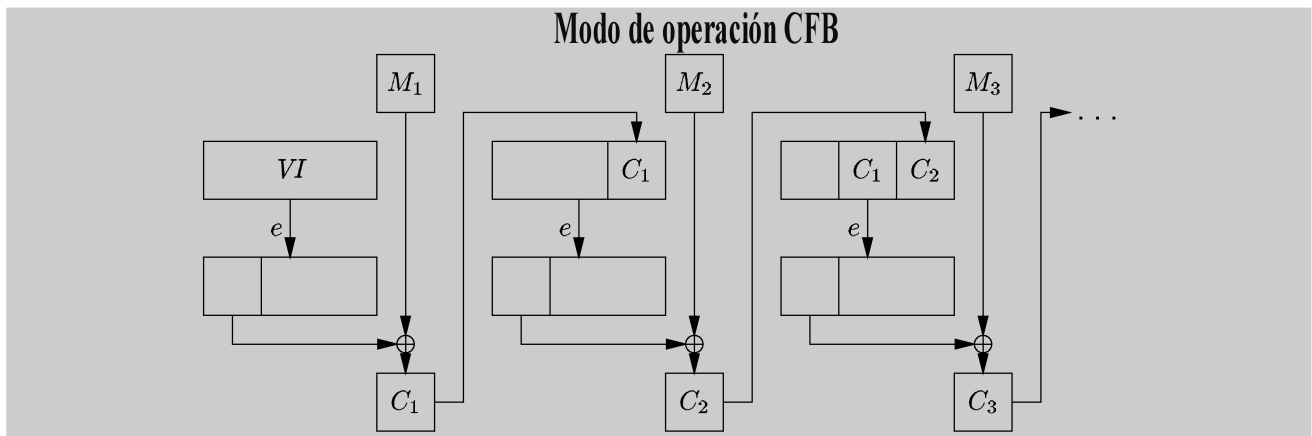 Modo de operación CFB
M₁ M₂ M₃
. . .
VI C₁ C₁ C₂
e e e
C₁ C₂ C₃